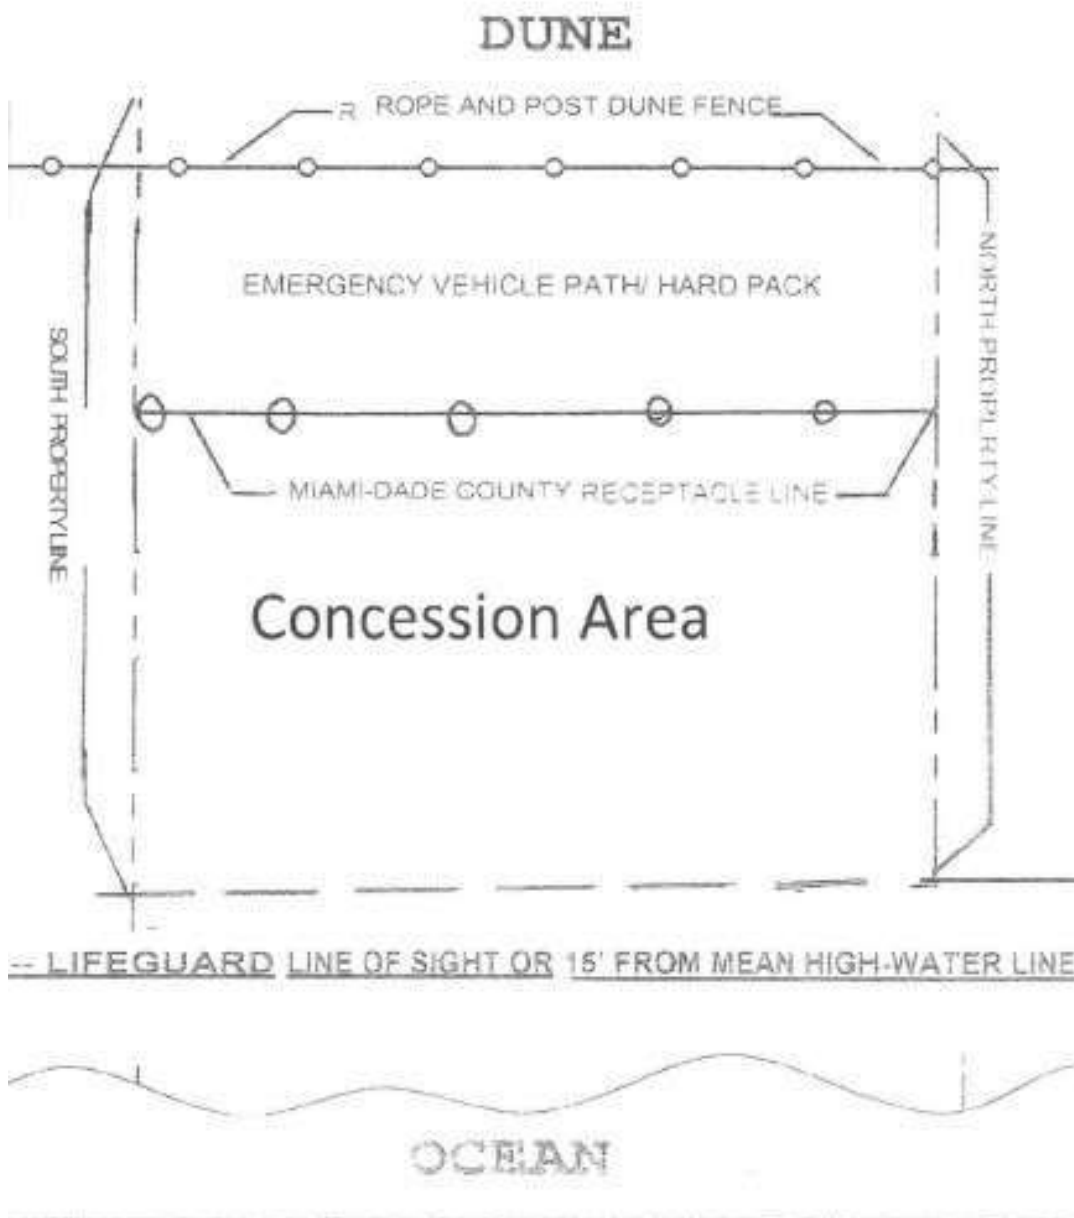 DUNE
R ROPE AND POST DUNE FENCE
EMERGENCY VEHICLE PATH/ HARD PACK
SOUTH PROPERTY LINE
NORTH PROPERTY LINE
MIAMI-DADE COUNTY RECEPTACLE LINE
Concession Area
-- LIFEGUARD LINE OF SIGHT OR 15' FROM MEAN HIGH-WATER LINE
OCEAN